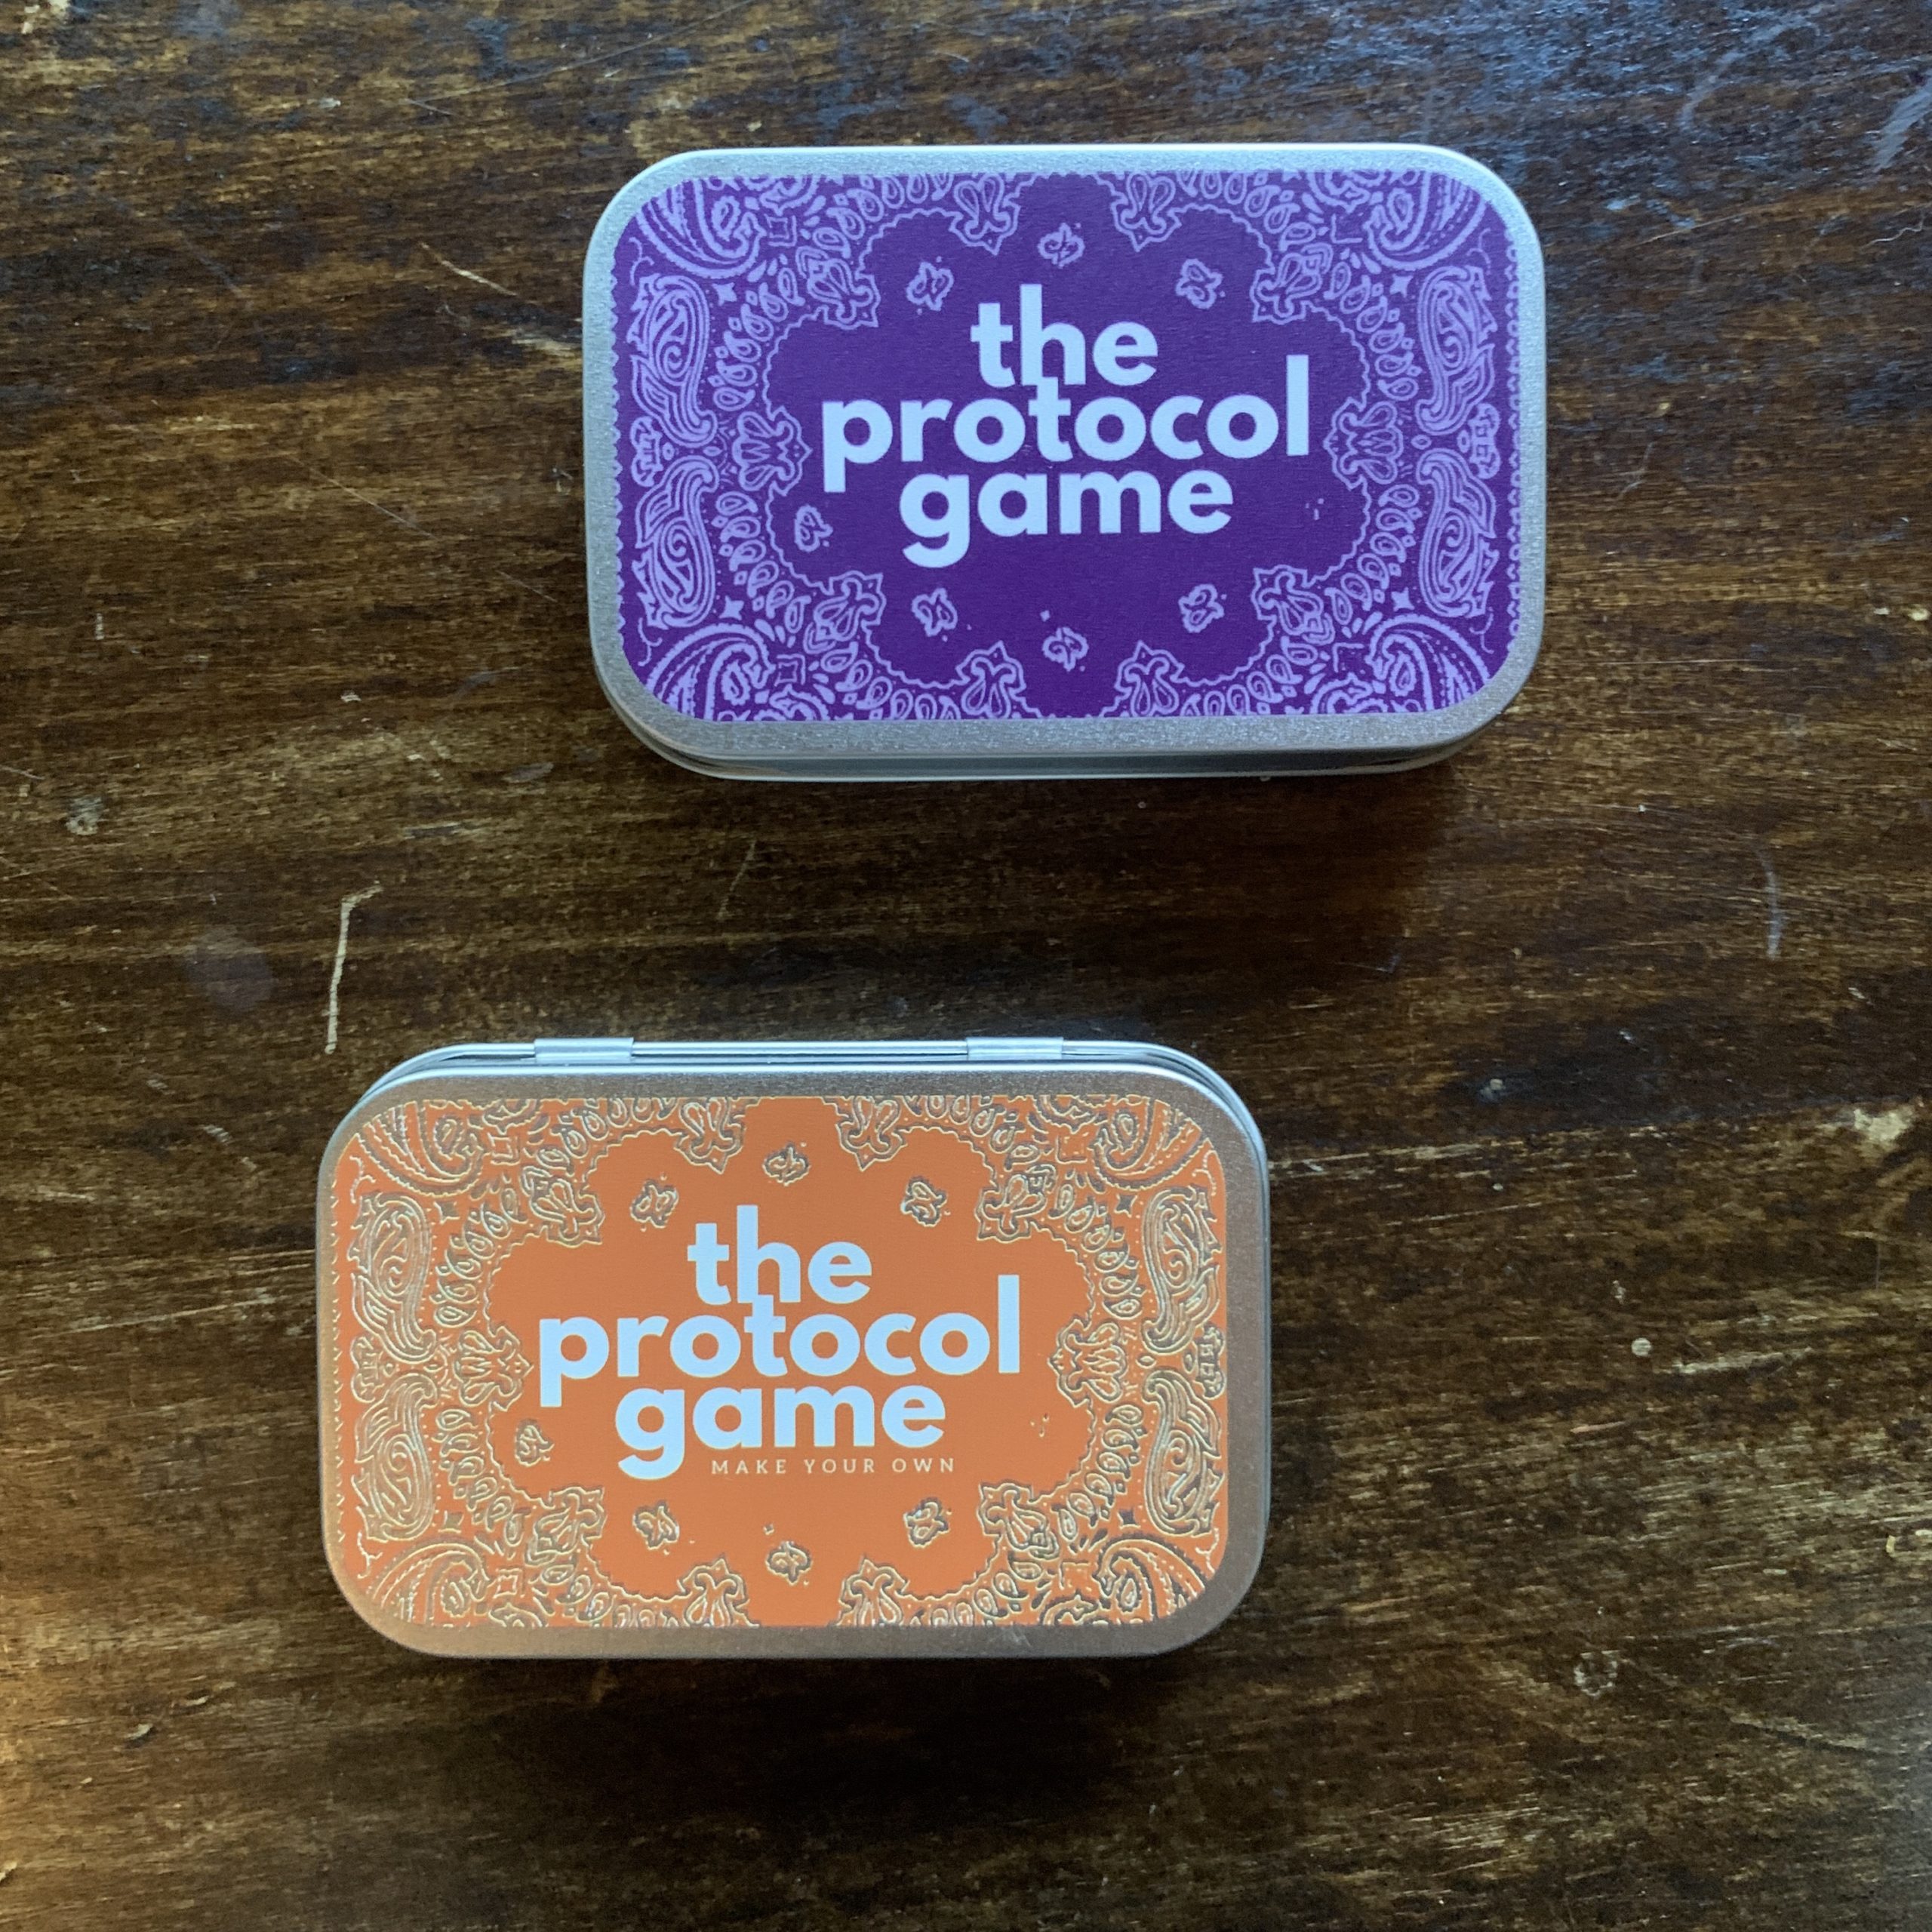 the
protocol
game
the
protocol
game
MAKE YOUR OWN